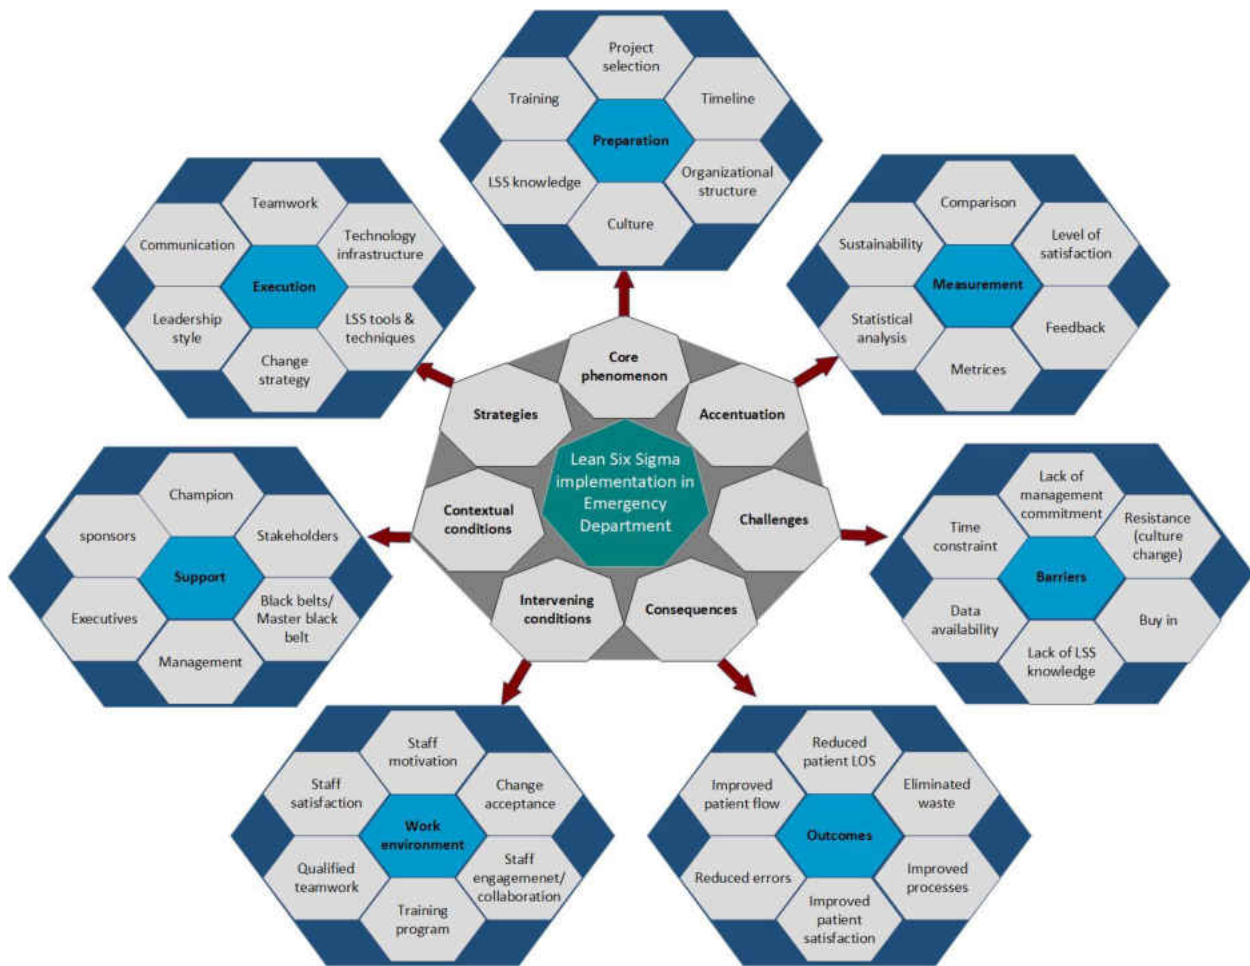 Project
selection
Training
Timeline
Preparation
LSS knowledge
Organizational
structure
Culture
Teamwork
Communication
Technology
infrastructure
Execution
Leadership
style
LSS tools &
techniques
Change
strategy
Comparison
Sustainability
Level of
satisfaction
Measurement
Statistical
analysis
Feedback
Metrices
Core
phenomenon
Strategies
Accentuation
Lean Six Sigma
implementation in
Emergency
Department
Contextual
conditions
Challenges
Intervening
conditions
Consequences
Champion
sponsors
Stakeholders
Support
Executives
Black belts/
Master black
belt
Management
Lack of
management
commitment
Time
constraint
Resistance
(culture
change)
Barriers
Data
availability
Buy in
Lack of LSS
knowledge
Staff
motivation
Staff
satisfaction
Change
acceptance
Work
environment
Qualified
teamwork
Staff
engagemenet/
collaboration
Training
program
Reduced
patient LOS
Improved
patient flow
Eliminated
waste
Outcomes
Reduced errors
Improved
processes
Improved
patient
satisfaction